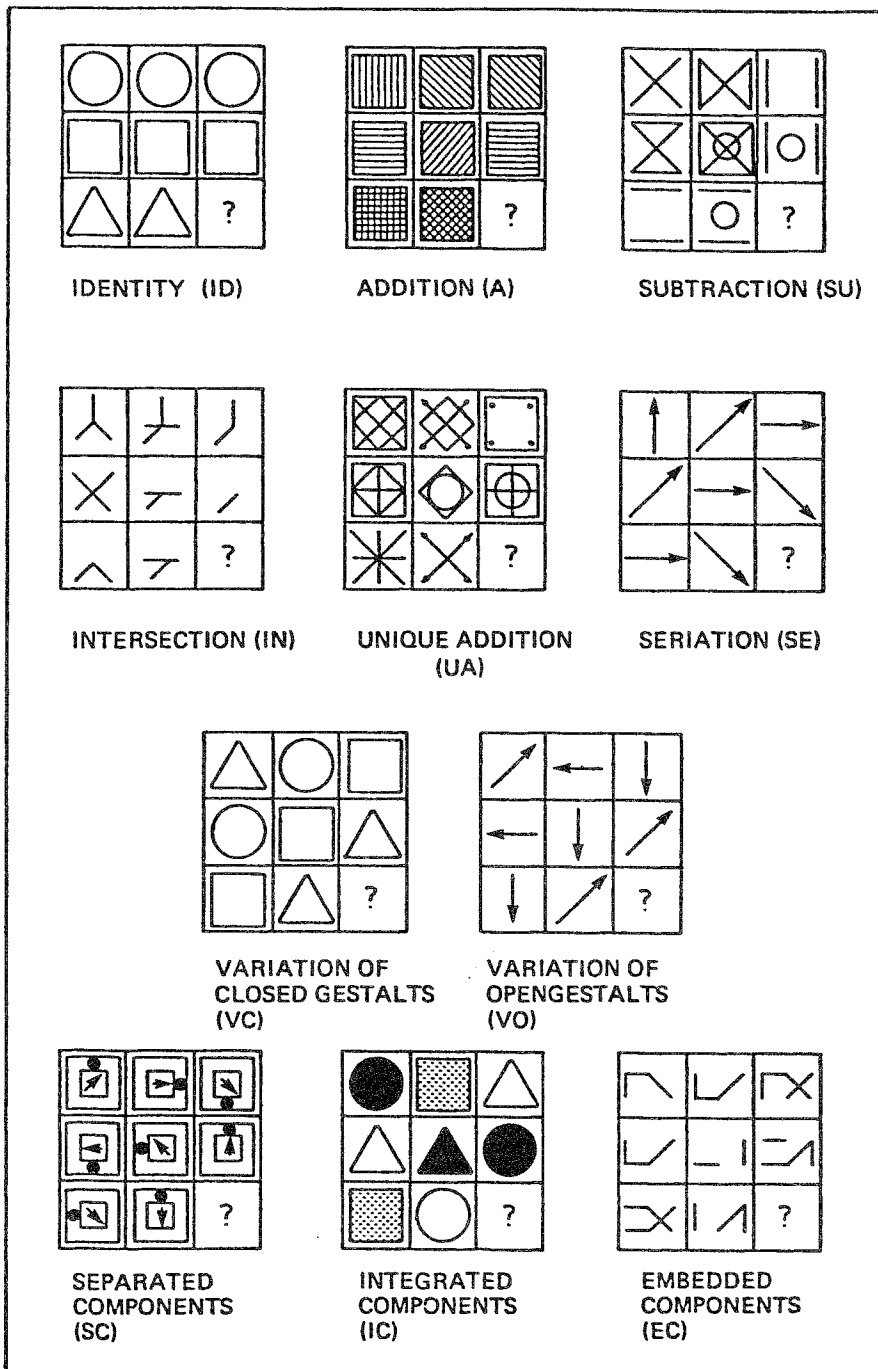 ?
?
?
IDENTITY (ID)
ADDITION (A)
SUBTRACTION (SU)
?
?
?
INTERSECTION (IN)
UNIQUE ADDITION
(UA)
SERIATION (SE)
?
?
VARIATION OF
CLOSED GESTALTS
(VC)
VARIATION OF
OPENGESTALTS
(VO)
?
?
?
SEPARATED
COMPONENTS
(SC)
INTEGRATED
COMPONENTS
(IC)
EMBEDDED
COMPONENTS
(EC)